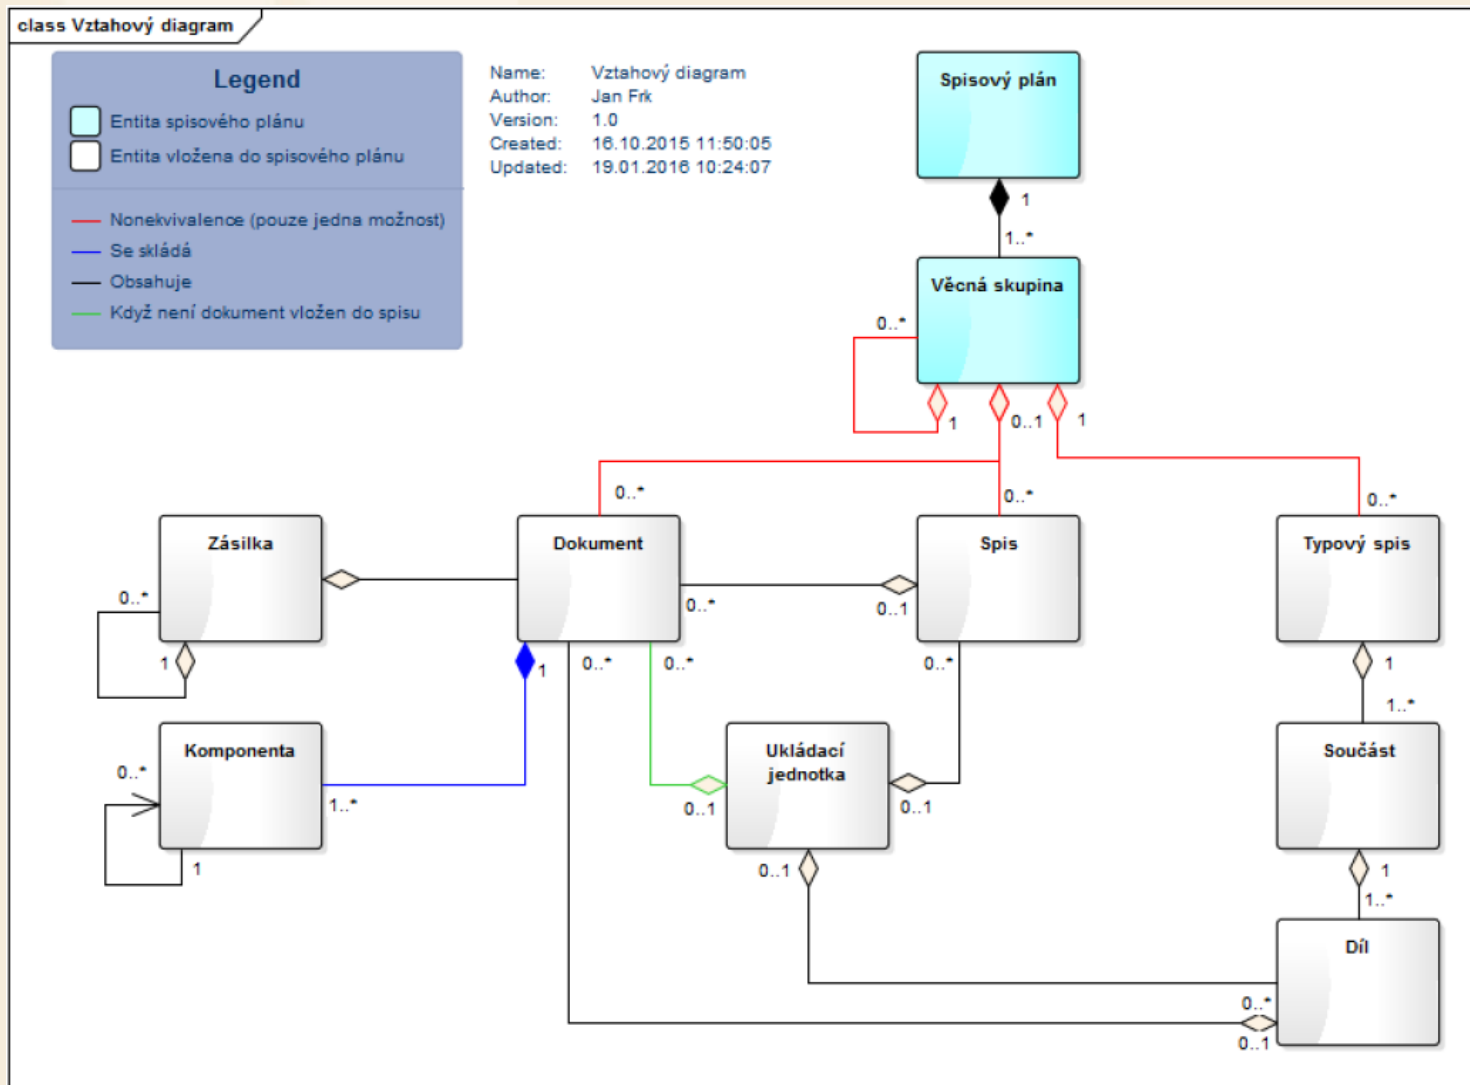 class Vztahový diagram
Legend
Entita spisového plánu
Entita vložena do spisového plánu
Nonekvivalence (pouze jedna možnost)
Se skládá
Obsahuje
Když není dokument vložen do spisu
Name: Vztahový diagram
Author: Jan Frk
Version: 1.0
Created: 16.10.2015 11:50:05
Updated: 19.01.2016 10:24:07
Spisový plán
1
1..*
Věcná skupina
0..*
1
0..1
1
0..*
0..*
0..*
Zásilka
Dokument
Spis
Typový spis
0..*
0..*
0..1
1
1
0..*
0..*
0..*
1
1..*
Komponenta
Ukládací
jednotka
Součást
0..*
1..*
0..1
0..1
1
0..1
1
1..*
Díl
0..*
0..1